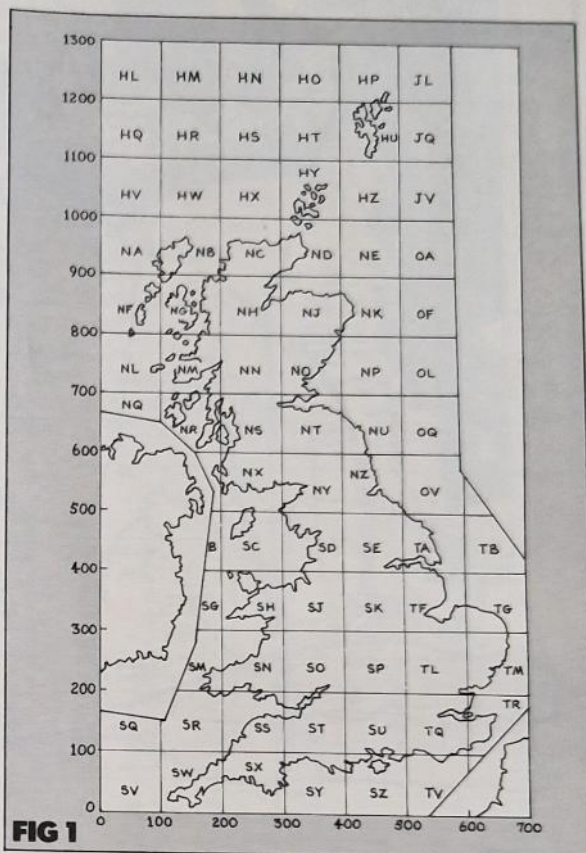 1300
HL HM HN HO HP JL
1200
HQ HR HS HT HU JQ
1100
HY
HV HW HX HZ JV
1000
NA NB NC ND NE OA
900
NF NG NH NJ NK OF
800
NL NM NN NO NP OL
700
NQ
NR NS NT NU OQ
600
NX NZ
NY OV
500
B SC SD SE TA TB
400
SG SH SJ SK TF TG
300
SM SN SO SP TL TM
200
TR
SQ SR SS ST SU TQ
100
SW SX
SV SY SZ TV
0
0 100 200 300 400 500 600 700
FIG 1